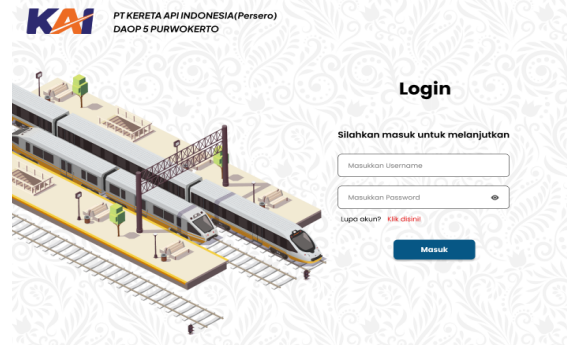 KAI
PT KERETA API INDONESIA(Persero)
DAOP 5 PURWOKERTO
Login
Silahkan masuk untuk melanjutkan
Masukkan Username
Masukkan Password
Lupa akun? Klik disini!
Masuk